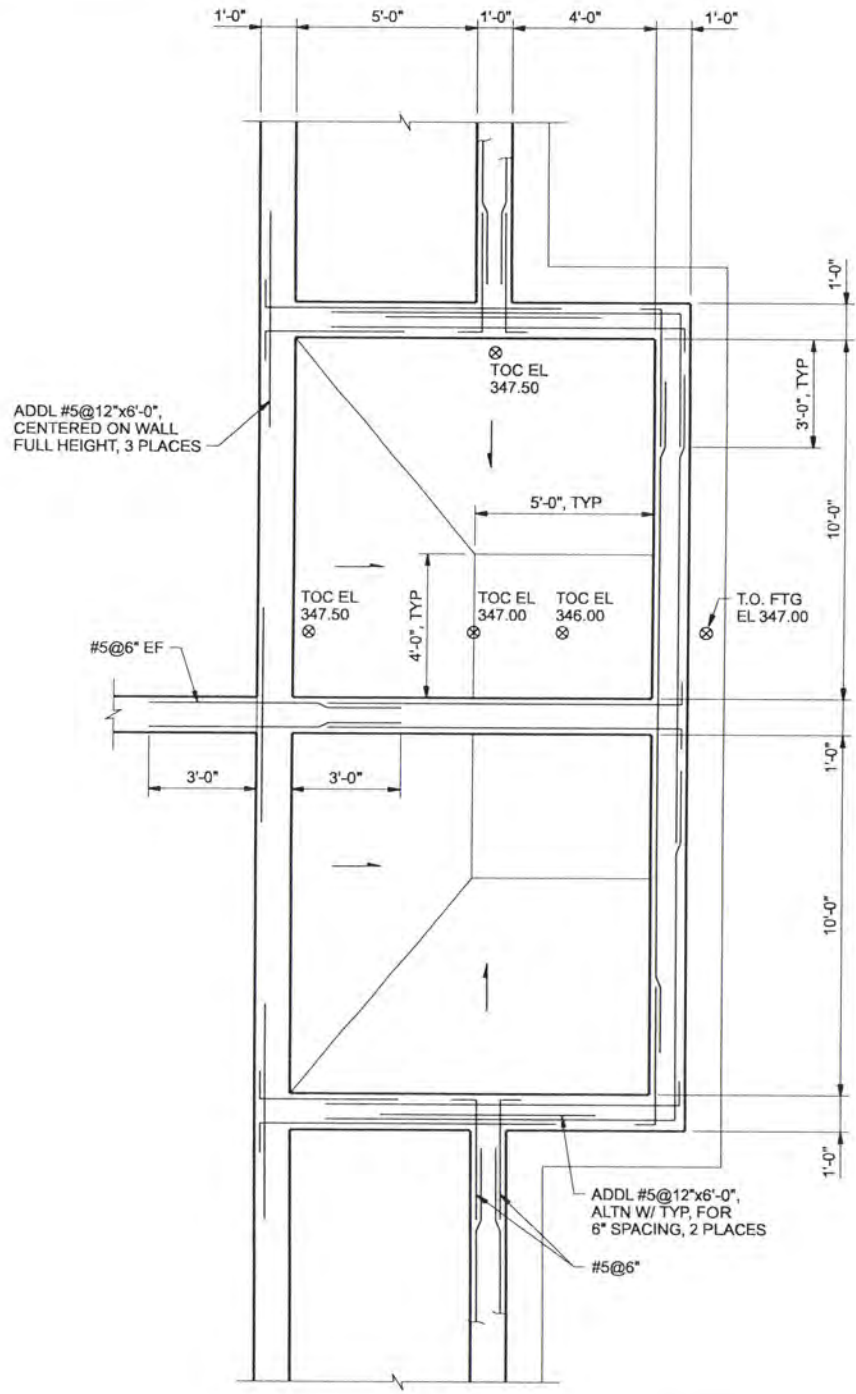 1'-0"
5'-0"
1'-0"
4'-0"
1'-0"
1'-0"
TOC EL
347.50
3'-0", TYP
ADDL #5@12"x6'-0",
CENTERED ON WALL
FULL HEIGHT, 3 PLACES
5'-0", TYP
10'-0"
4'-0", TYP
TOC EL
347.50
TOC EL
347.00
TOC EL
346.00
T.O. FTG
EL 347.00
#5@6" EF
3'-0"
3'-0"
1'-0"
10'-0"
1'-0"
ADDL #5@12"x6'-0",
ALTN W/ TYP, FOR
6" SPACING, 2 PLACES
#5@6"